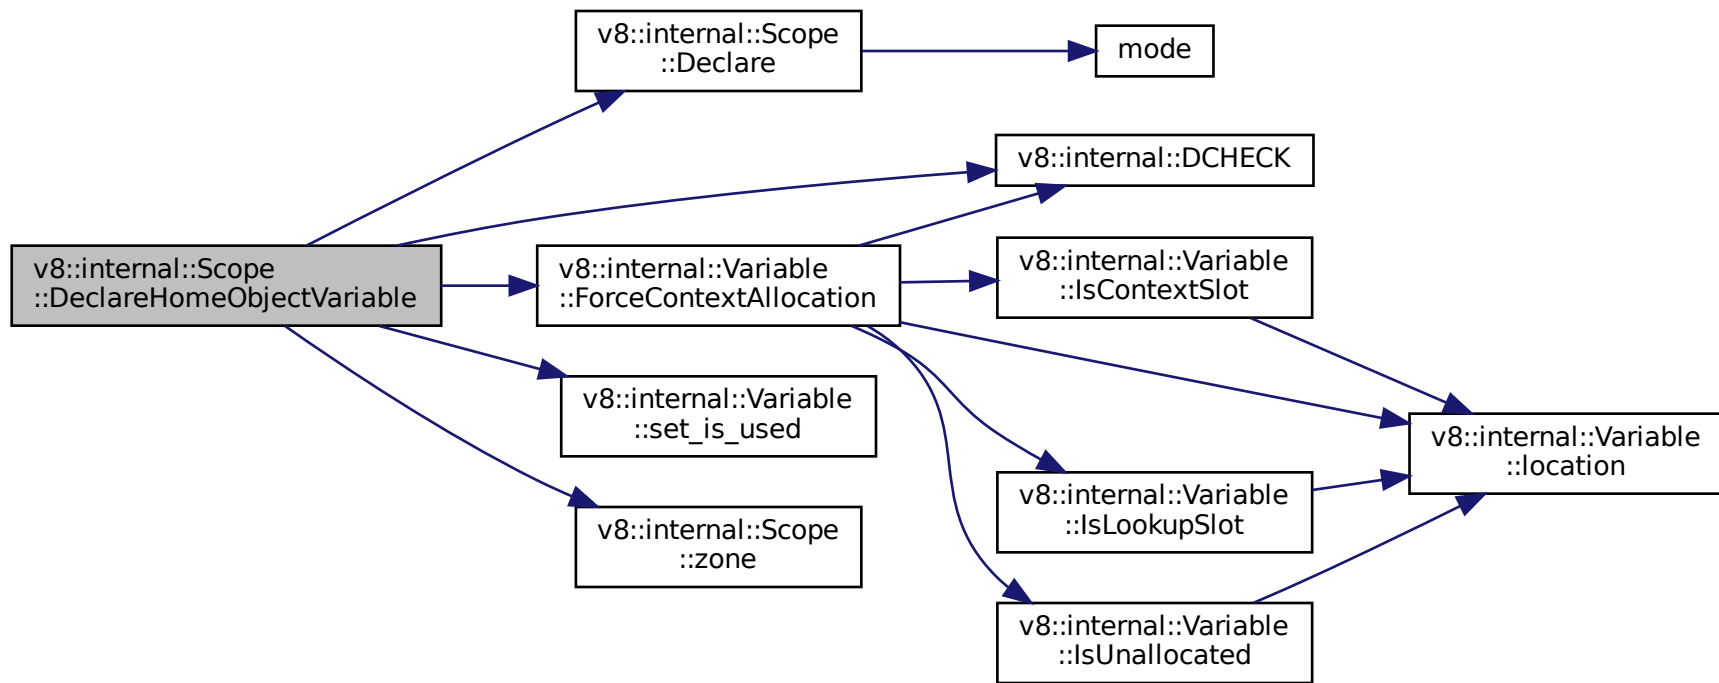 v8::internal::Scope
::DeclareHomeObjectVariable
v8::internal::Scope
::Declare
mode
v8::internal::DCHECK
v8::internal::Variable
::ForceContextAllocation
v8::internal::Variable
::IsContextSlot
v8::internal::Variable
::location
v8::internal::Variable
::IsLookupSlot
v8::internal::Variable
::IsUnallocated
v8::internal::Variable
::set_is_used
v8::internal::Scope
::zone